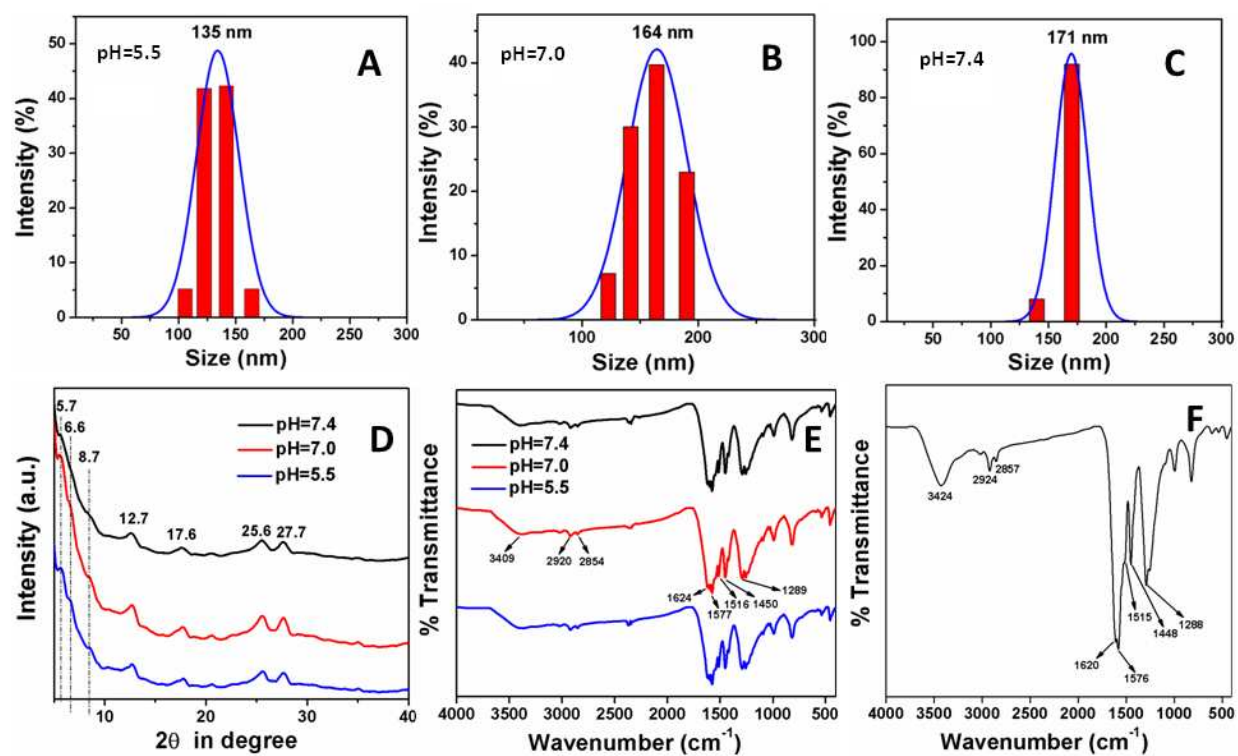 135 nm
pH=5.5
A
Intensity (%)
50
40
30
20
10
0
50 100 150 200 250 300
Size (nm)
164 nm
pH=7.0
B
Intensity (%)
40
30
20
10
0
100 200 300
Size (nm)
171 nm
pH=7.4
C
Intensity (%)
100
80
60
40
20
0
50 100 150 200 250 300
Size (nm)
5.7
6.6
8.7
D
pH=7.4
pH=7.0
pH=5.5
12.7 17.6 25.6 27.7
Intensity (a.u.)
10 20 30 40
2θ in degree
E
pH=7.4
pH=7.0
pH=5.5
3409 2920 2854
1624 1577 1516 1450 1289
% Transmittance
4000 3500 3000 2500 2000 1500 1000 500
Wavenumber (cm⁻¹)
F
3424 2924 2857
1620 1576 1515 1448 1288
% Transmittance
4000 3500 3000 2500 2000 1500 1000 500
Wavenumber (cm⁻¹)